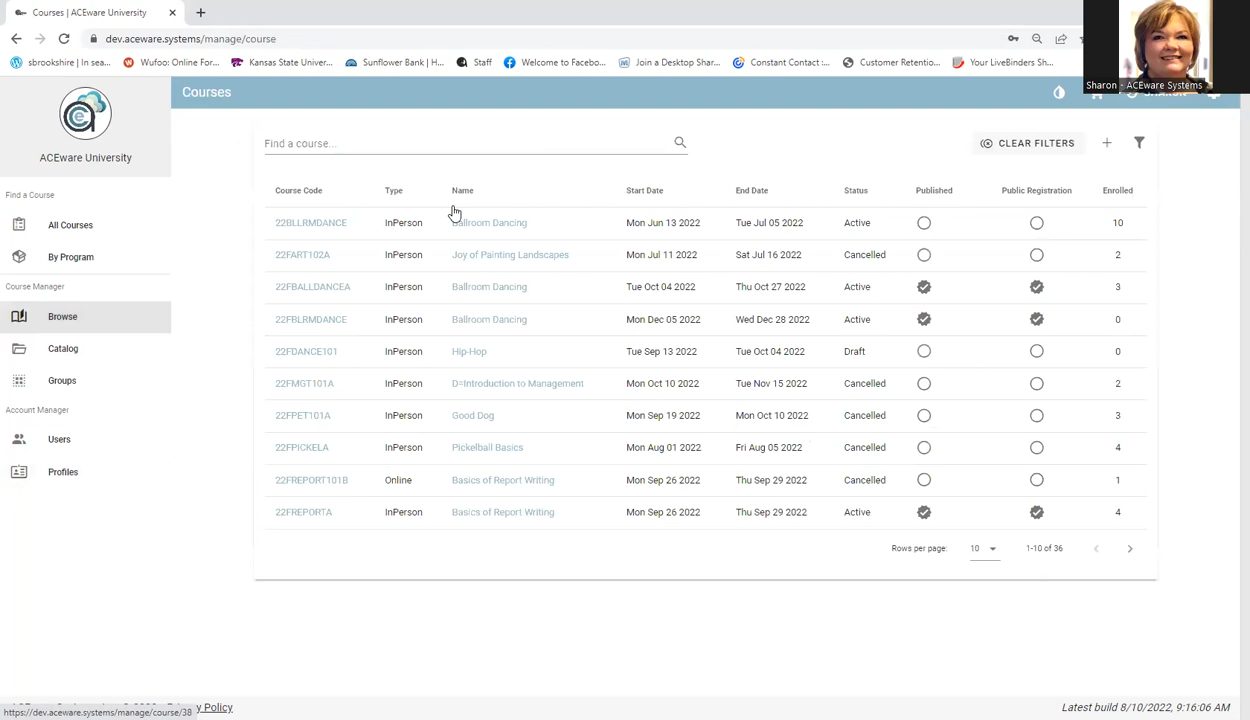 Courses | ACEware University
dev.aceware.systems/manage/course
sbrookshire | In sea...
Wufoo: Online For...
Kansas State Univer...
Sunflower Bank | H...
Staff
Welcome to Facebo...
Join a Desktop Shar...
Constant Contact :...
Customer Retentio...
Your LiveBinders Sh...
Sharon - ACEware Systems
Courses
ACEware University
Find a course...
CLEAR FILTERS
Find a Course
All Courses
By Program
Course Manager
Browse
Catalog
Groups
Account Manager
Users
Profiles
Course Code Type Name Start Date End Date Status Published Public Registration Enrolled
22BLLRMDANCE InPerson Ballroom Dancing Mon Jun 13 2022 Tue Jul 05 2022 Active 10
22FART102A InPerson Joy of Painting Landscapes Mon Jul 11 2022 Sat Jul 16 2022 Cancelled 2
22FBALLDANCEA InPerson Ballroom Dancing Tue Oct 04 2022 Thu Oct 27 2022 Active 3
22FBLRMDANCE InPerson Ballroom Dancing Mon Dec 05 2022 Wed Dec 28 2022 Active 0
22FDANCE101 InPerson Hip-Hop Tue Sep 13 2022 Tue Oct 04 2022 Draft 0
22FMGT101A InPerson D=Introduction to Management Mon Oct 10 2022 Tue Nov 15 2022 Cancelled 2
22FPET101A InPerson Good Dog Mon Sep 19 2022 Mon Oct 10 2022 Cancelled 3
22FPICKELA InPerson Pickelball Basics Mon Aug 01 2022 Fri Aug 05 2022 Cancelled 4
22FREPORT101B Online Basics of Report Writing Mon Sep 26 2022 Thu Sep 29 2022 Cancelled 1
22FREPORTA InPerson Basics of Report Writing Mon Sep 26 2022 Thu Sep 29 2022 Active 4
Rows per page: 10 1-10 of 36
Policy
Latest build 8/10/2022, 9:16:06 AM
https://dev.aceware.systems/manage/course/38